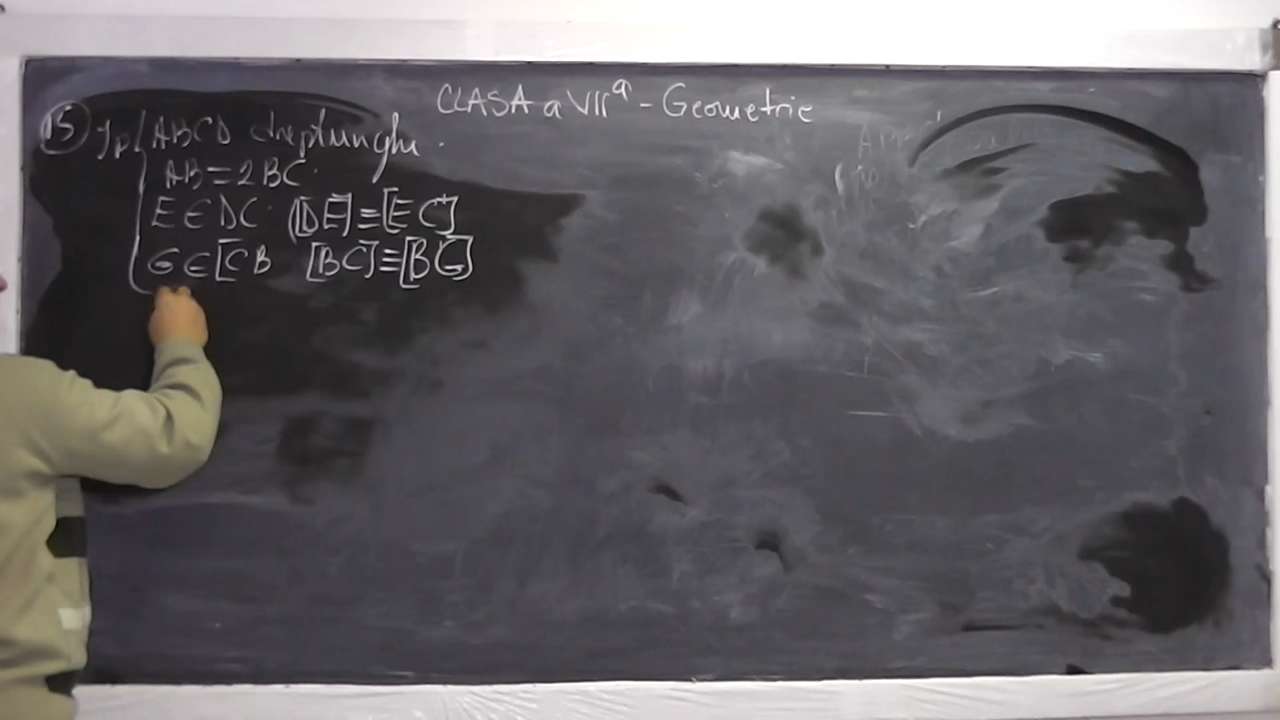 CLASA a VII a - Geometrie
15) Ip ABCD dreptunghi.
AB = 2BC.
E ∈ DC. [DE] ≡ [EC]
G ∈ [CB [BC] ≡ [BG]